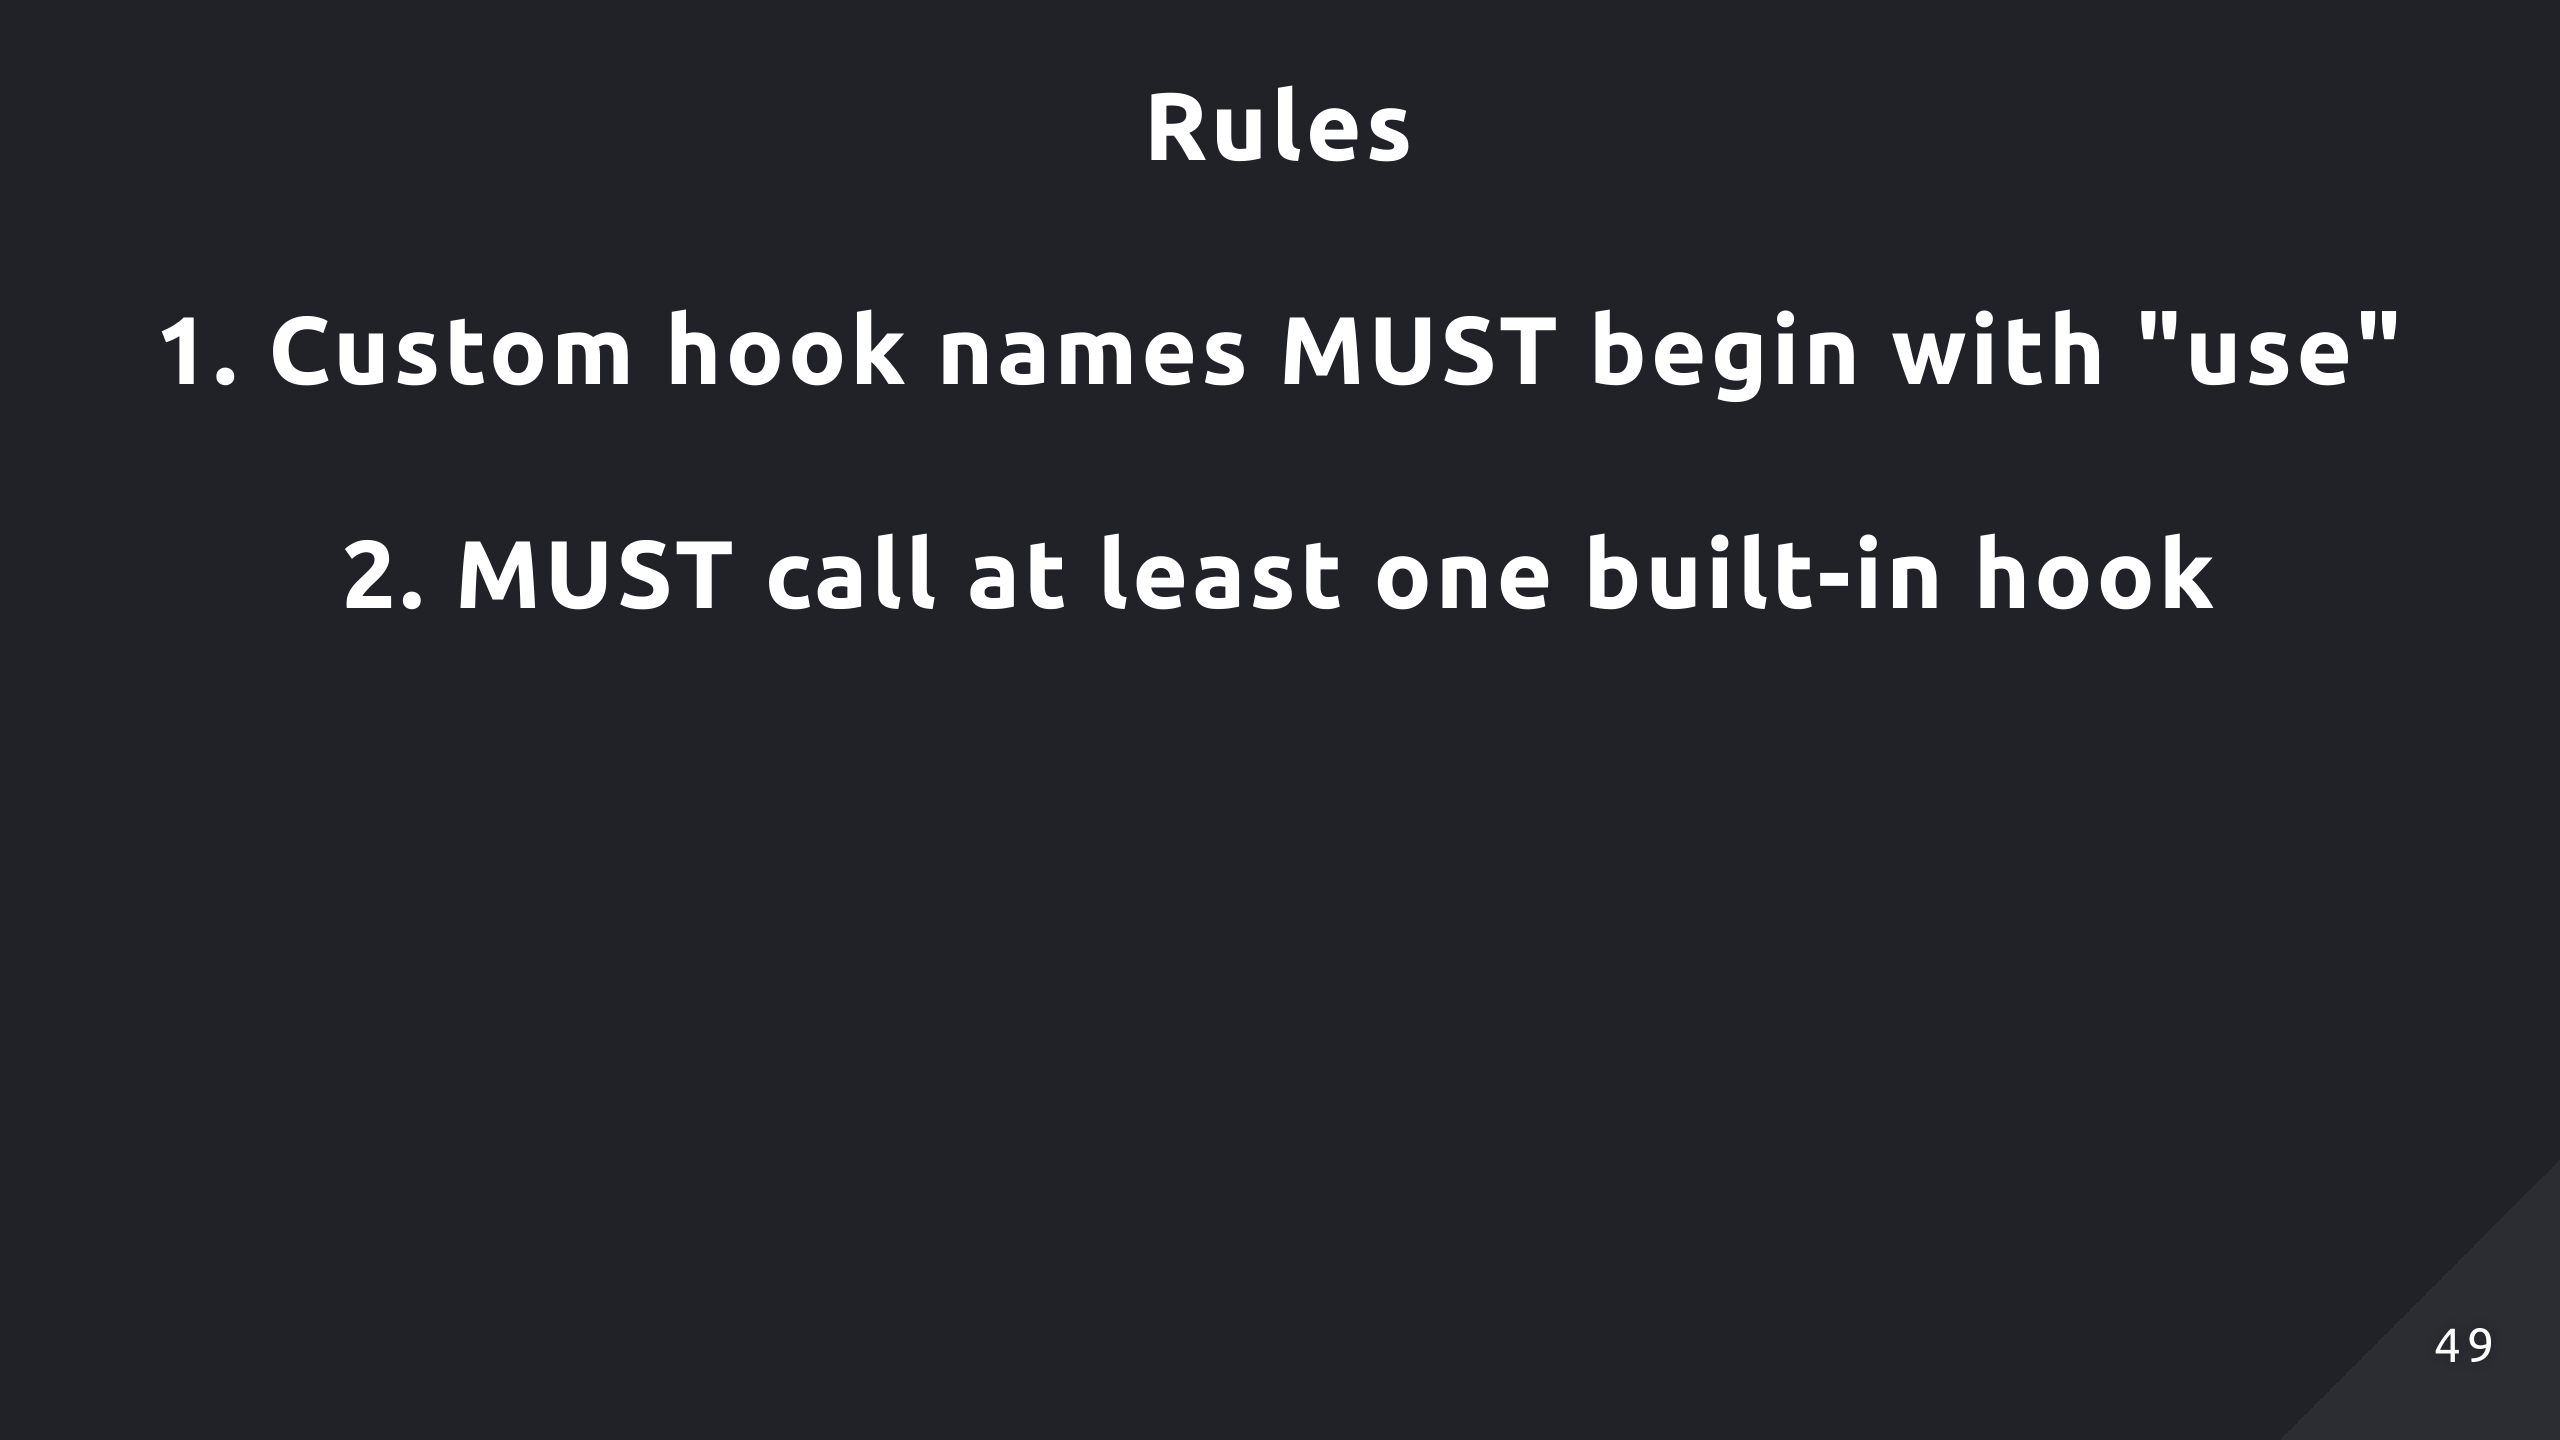 Rules
1. Custom hook names MUST begin with "use"
2. MUST call at least one built-in hook
49